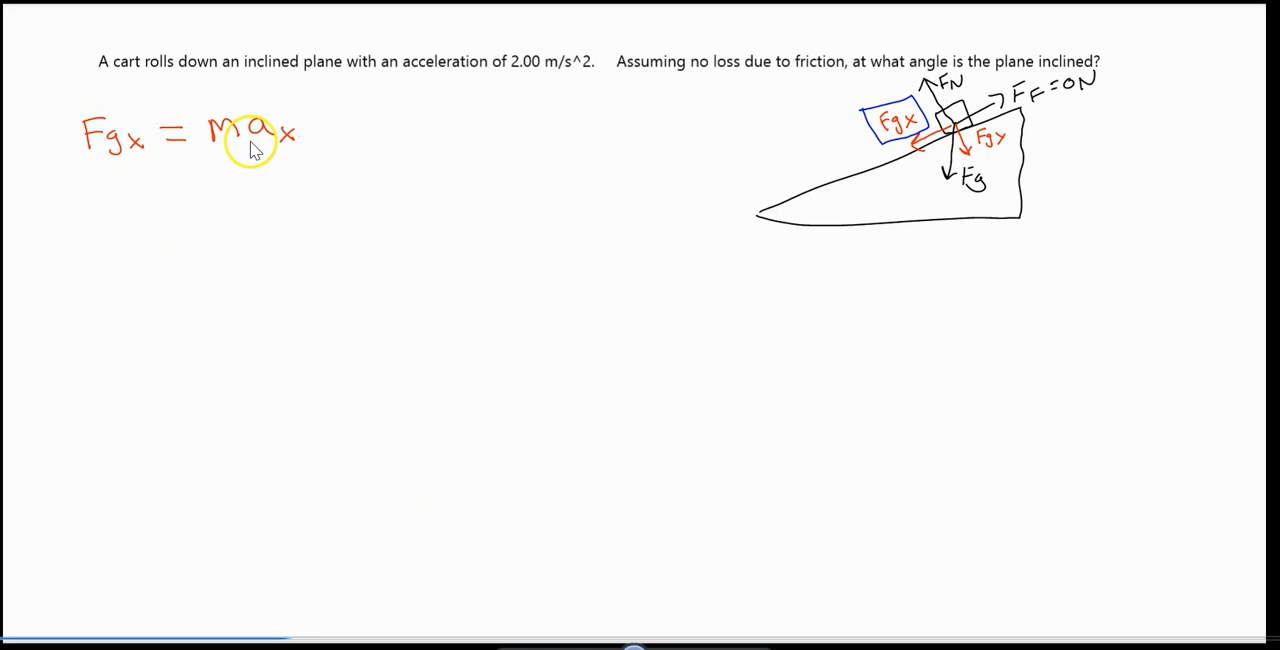 A cart rolls down an inclined plane with an acceleration of 2.00 m/s^2. Assuming no loss due to friction, at what angle is the plane inclined?
FN
FF=0N
Fgx
Fgy
Fg
Fgx = max